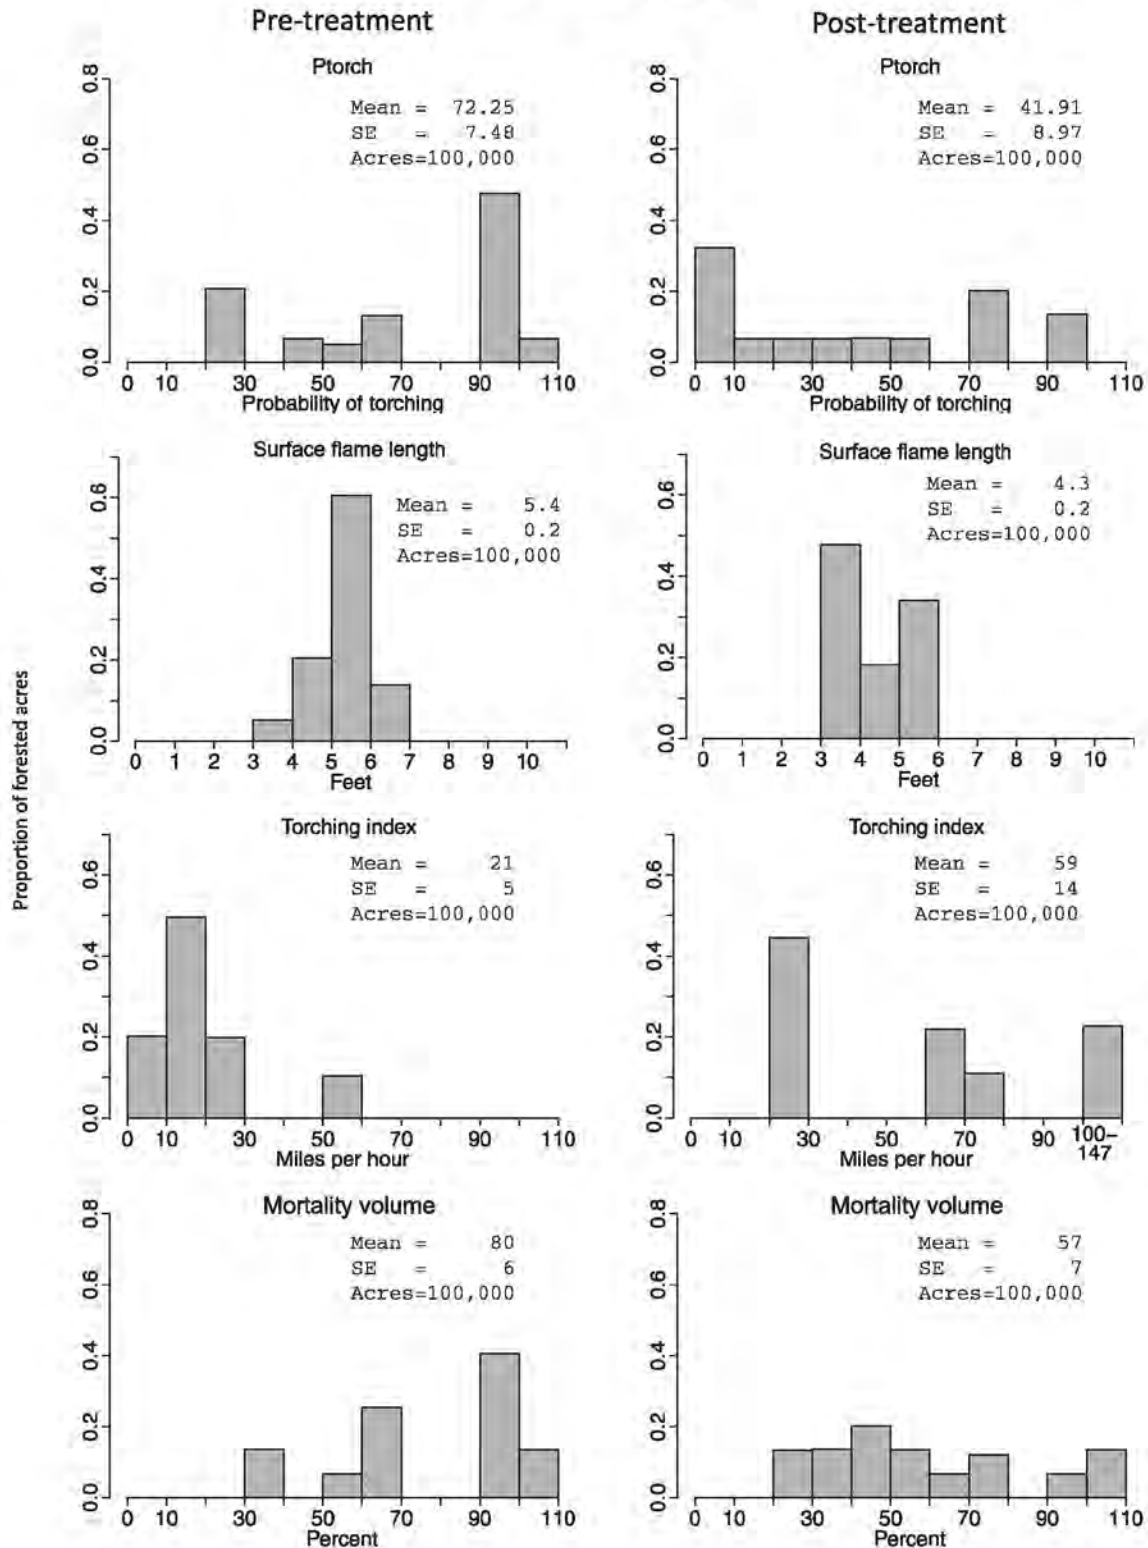 Pre-treatment
Post-treatment
Proportion of forested acres
Ptorch
Mean = 72.25
SE = 7.48
Acres=100,000
0.0 0.2 0.4 0.6 0.8
0 10 30 50 70 90 110
Probability of torching
Ptorch
Mean = 41.91
SE = 8.97
Acres=100,000
0.0 0.2 0.4 0.6 0.8
0 10 30 50 70 90 110
Probability of torching
Surface flame length
Mean = 5.4
SE = 0.2
Acres=100,000
0.0 0.2 0.4 0.6
0 1 2 3 4 5 6 7 8 9 10
Feet
Surface flame length
Mean = 4.3
SE = 0.2
Acres=100,000
0.0 0.2 0.4 0.6
0 1 2 3 4 5 6 7 8 9 10
Feet
Torching index
Mean = 21
SE = 5
Acres=100,000
0.0 0.2 0.4 0.6
0 10 30 50 70 90 110
Miles per hour
Torching index
Mean = 59
SE = 14
Acres=100,000
0.0 0.2 0.4 0.6
0 10 30 50 70 90 100–
147
Miles per hour
Mortality volume
Mean = 80
SE = 6
Acres=100,000
0.0 0.2 0.4 0.6 0.8
0 10 30 50 70 90 110
Percent
Mortality volume
Mean = 57
SE = 7
Acres=100,000
0.0 0.2 0.4 0.6 0.8
0 10 30 50 70 90 110
Percent